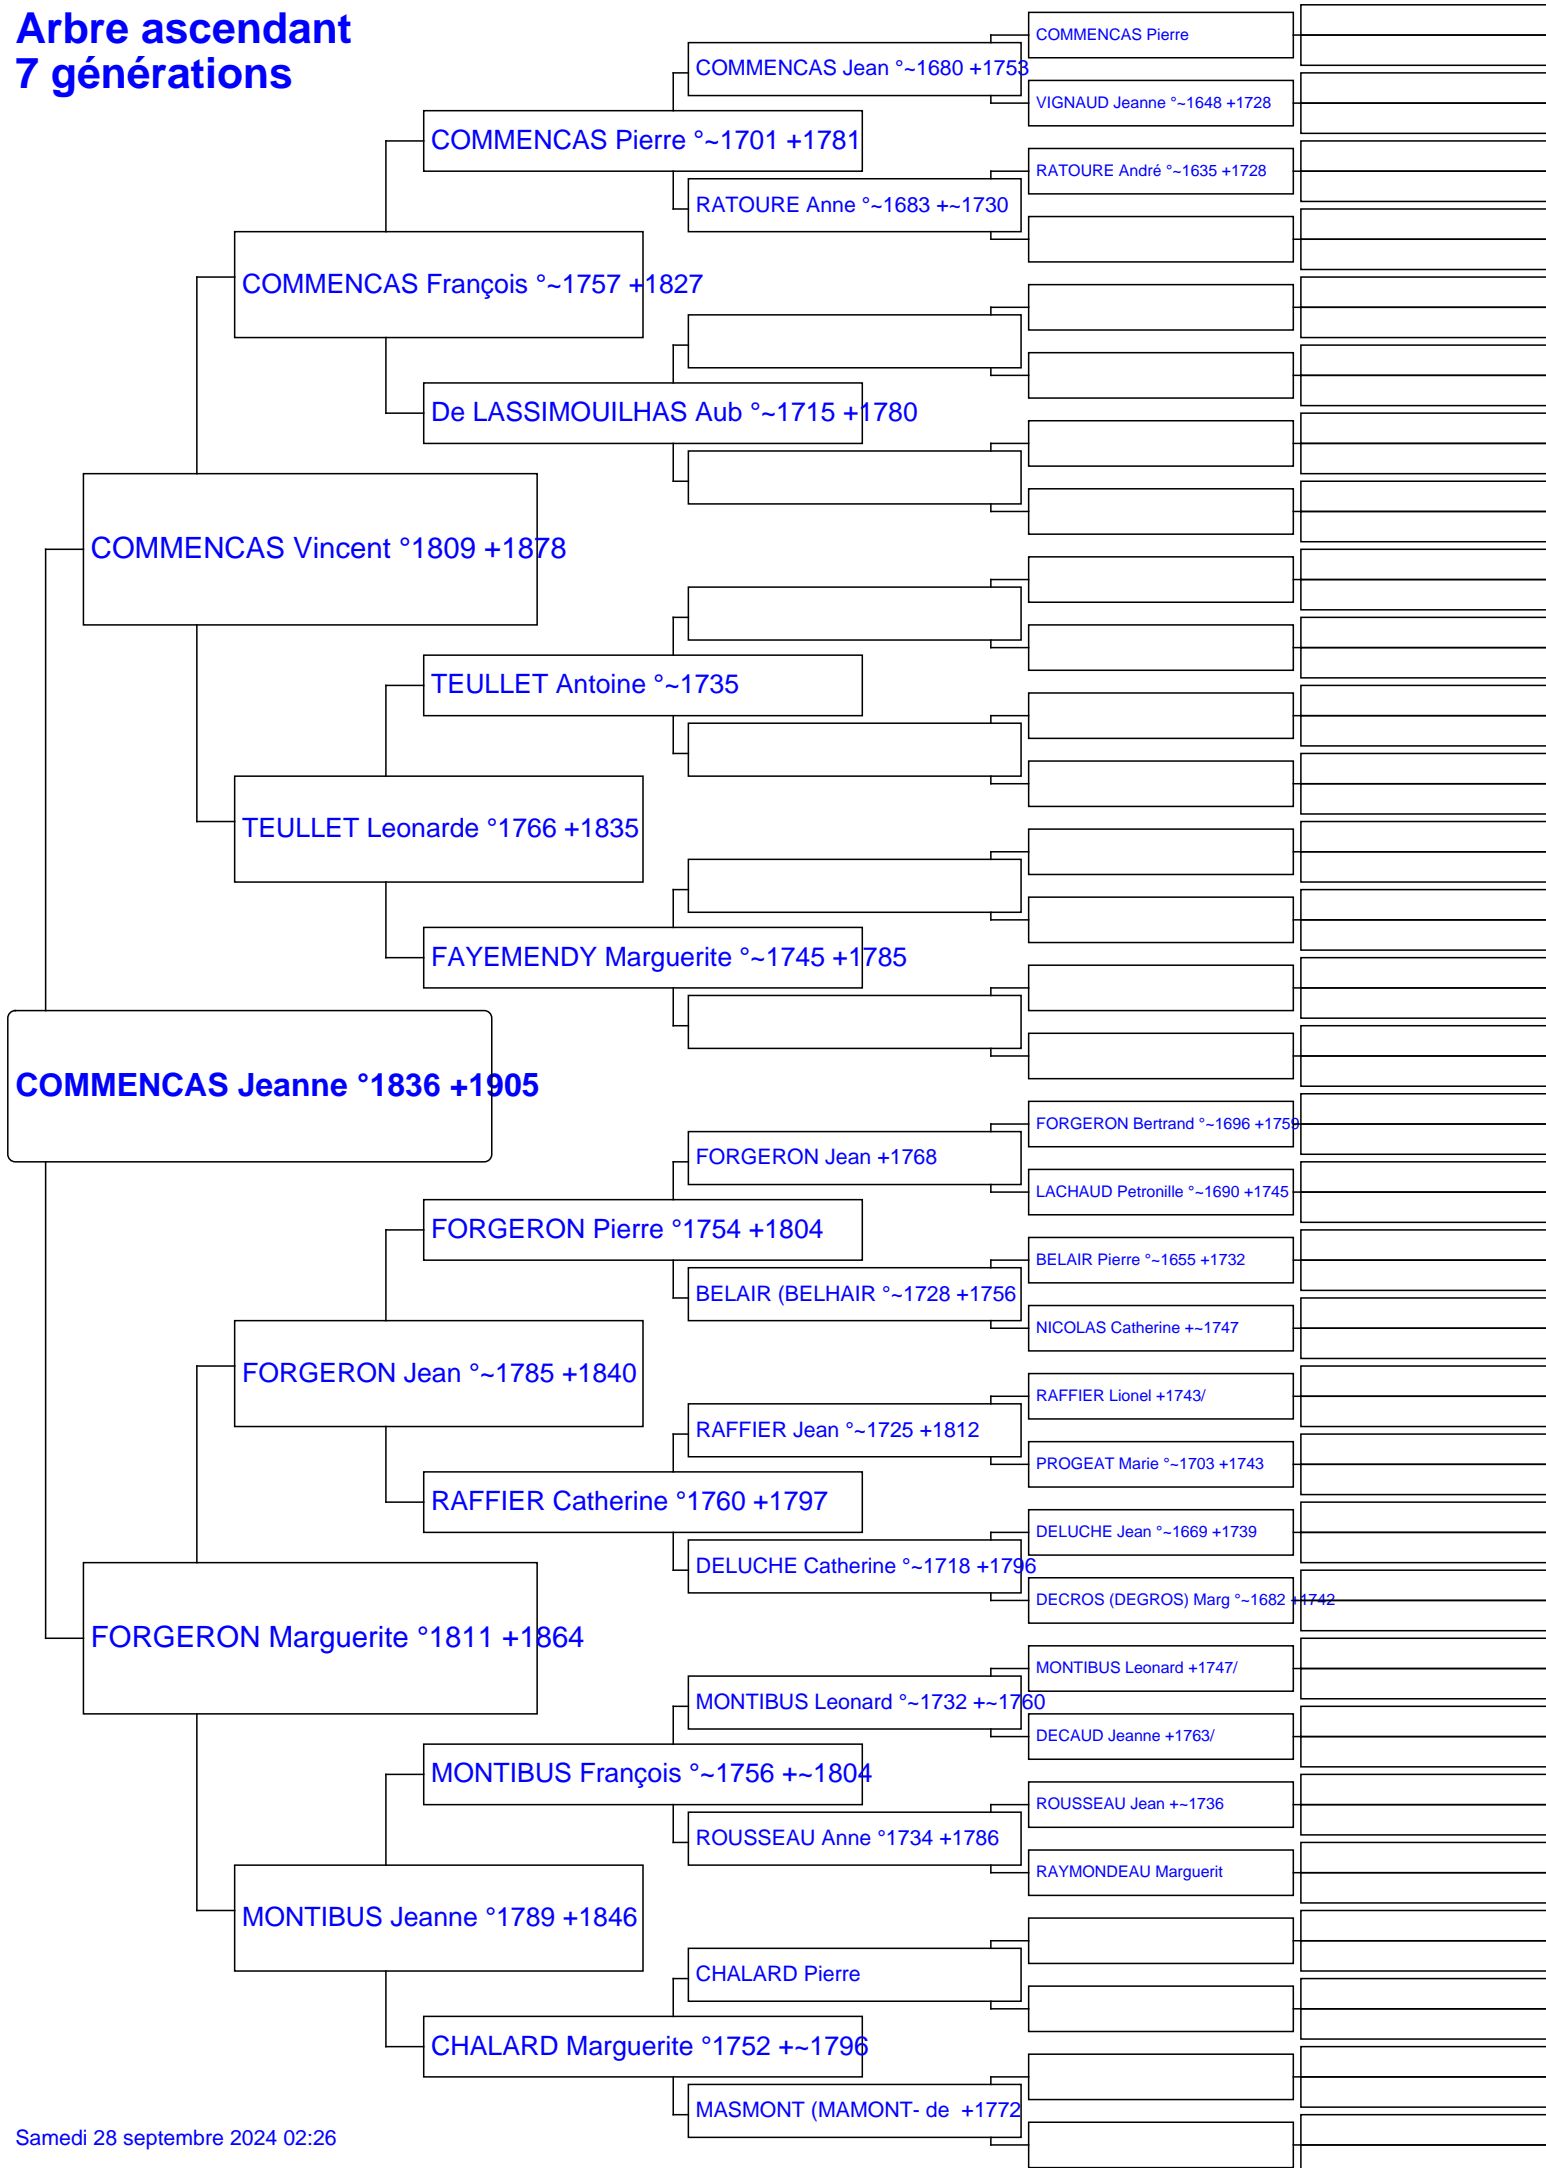 Arbre ascendant
7 générations
COMMENCAS Pierre
COMMENCAS Jean °~1680 +1753
VIGNAUD Jeanne °~1648 +1728
COMMENCAS Pierre °~1701 +1781
RATOURE André °~1635 +1728
RATOURE Anne °~1683 +~1730
COMMENCAS François °~1757 +1827
De LASSIMOUILHAS Aub °~1715 +1780
COMMENCAS Vincent °1809 +1878
TEULLET Antoine °~1735
TEULLET Leonarde °1766 +1835
FAYEMENDY Marguerite °~1745 +1785
COMMENCAS Jeanne °1836 +1905
FORGERON Bertrand °~1696 +1759
FORGERON Jean +1768
LACHAUD Petronille °~1690 +1745
FORGERON Pierre °1754 +1804
BELAIR Pierre °~1655 +1732
BELAIR (BELHAIR °~1728 +1756
NICOLAS Catherine +~1747
FORGERON Jean °~1785 +1840
RAFFIER Lionel +1743/
RAFFIER Jean °~1725 +1812
PROGEAT Marie °~1703 +1743
RAFFIER Catherine °1760 +1797
DELUCHE Jean °~1669 +1739
DELUCHE Catherine °~1718 +1796
DECROS (DEGROS) Marg °~1682 +1742
FORGERON Marguerite °1811 +1864
MONTIBUS Leonard +1747/
MONTIBUS Leonard °~1732 +~1760
DECAUD Jeanne +1763/
MONTIBUS François °~1756 +~1804
ROUSSEAU Jean +~1736
ROUSSEAU Anne °1734 +1786
RAYMONDEAU Marguerit
MONTIBUS Jeanne °1789 +1846
CHALARD Pierre
CHALARD Marguerite °1752 +~1796
MASMONT (MAMONT- de  +1772
Samedi 28 septembre 2024 02:26